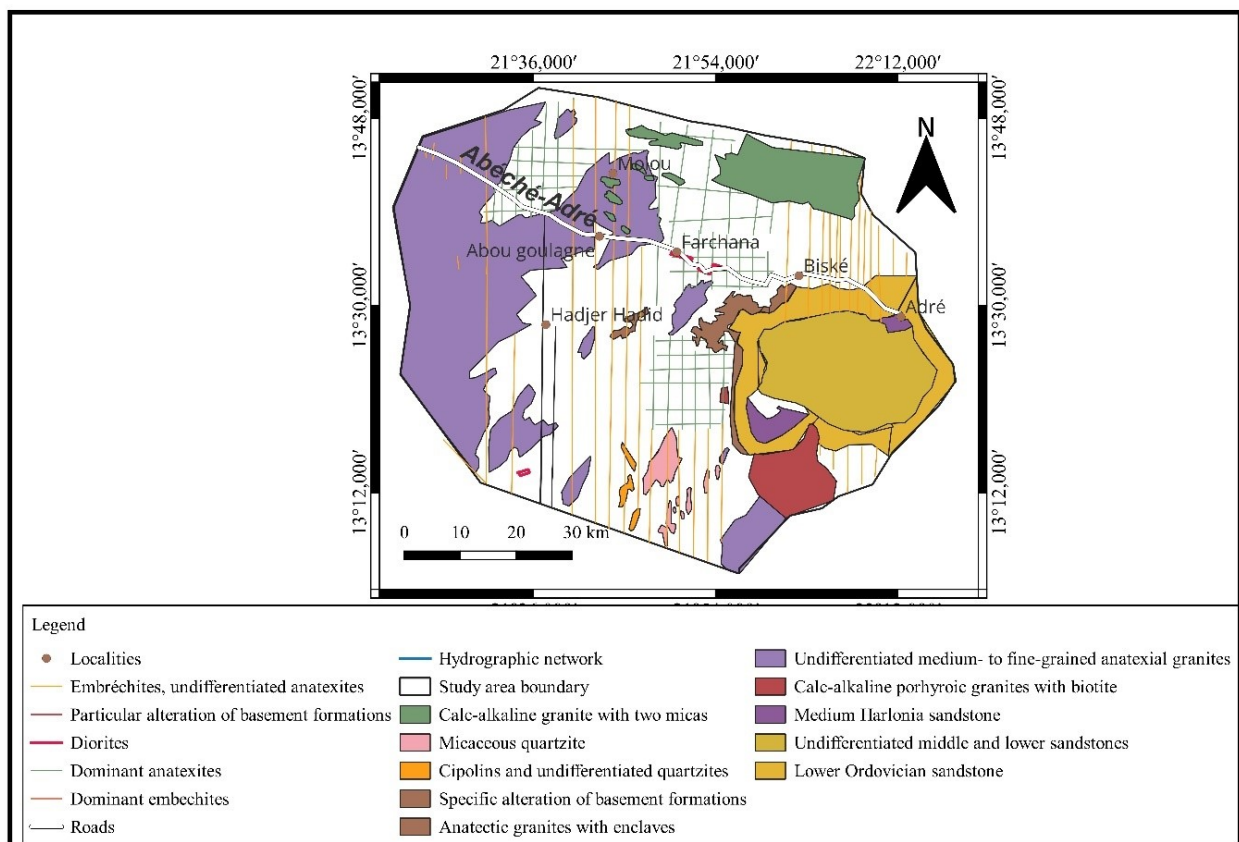 21°36,000′ 21°54,000′ 22°12,000′
13°48,000′ 13°48,000′
N
Abéché-Adré
Molou
Abou goulagne
Farchana
Biské
13°30,000′ 13°30,000′
Hadjer Hadid
Adré
13°12,000′ 13°12,000′
0 10 20 30 km
Legend
Localities
Embréchites, undifferentiated anatexites
Particular alteration of basement formations
Diorites
Dominant anatexites
Dominant embechites
Roads
Hydrographic network
Study area boundary
Calc-alkaline granite with two micas
Micaceous quartzite
Cipolins and undifferentiated quartzites
Specific alteration of basement formations
Anatectic granites with enclaves
Undifferentiated medium- to fine-grained anatexial granites
Calc-alkaline porhyroic granites with biotite
Medium Harlonia sandstone
Undifferentiated middle and lower sandstones
Lower Ordovician sandstone